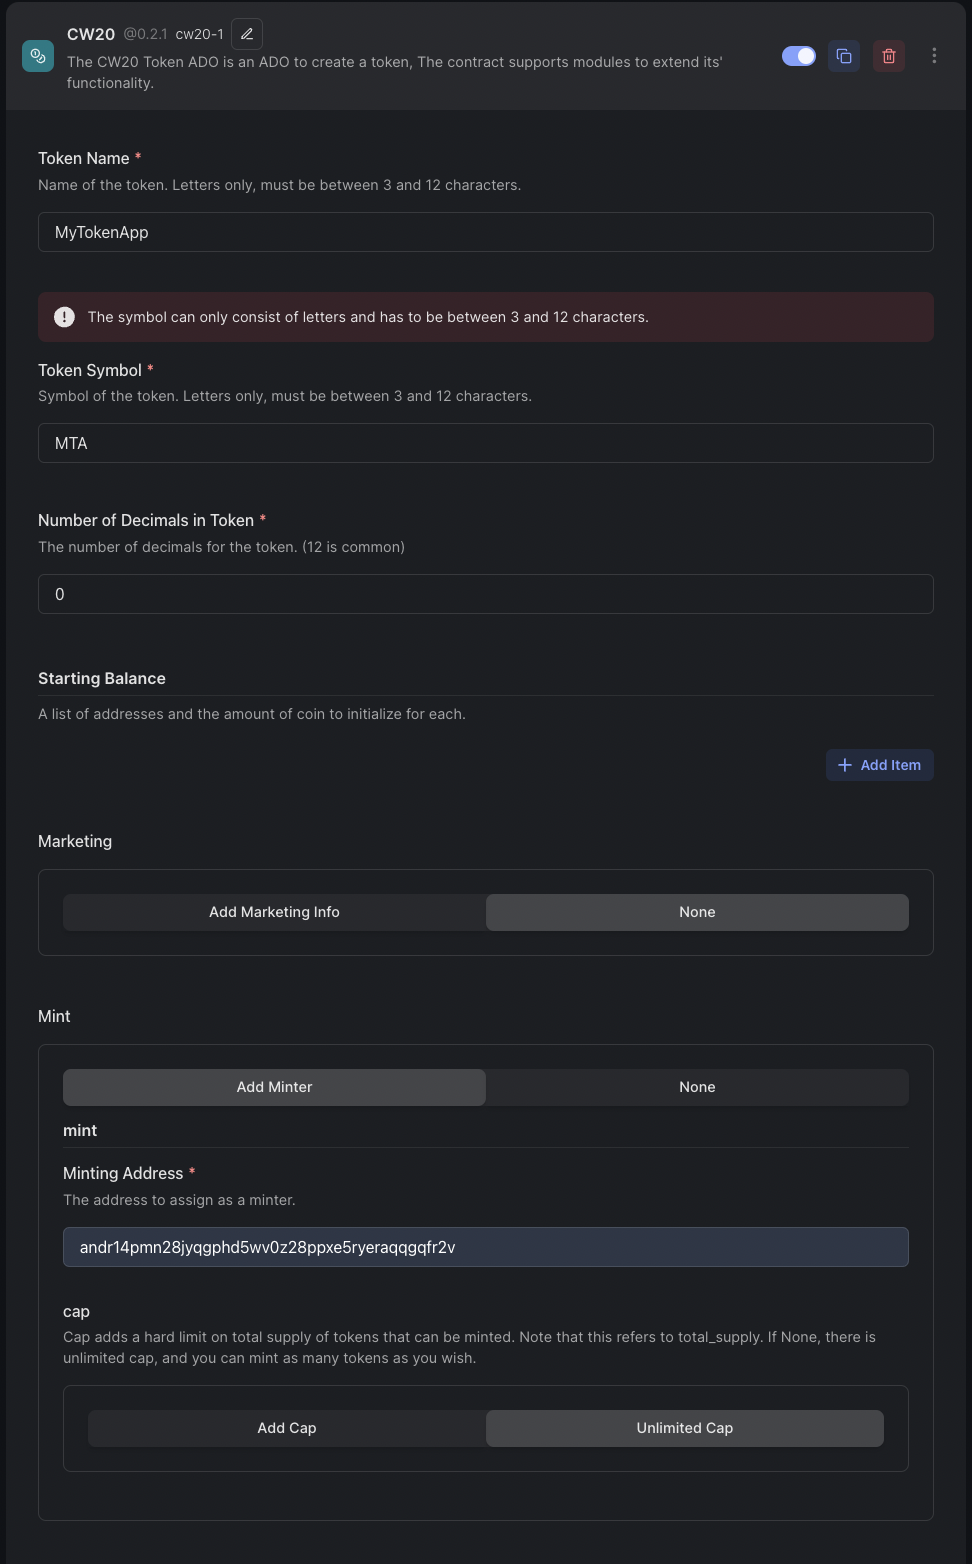 CW20 @0.2.1 cw20-1
The CW20 Token ADO is an ADO to create a token, The contract supports modules to extend its'
functionality.
Token Name *
Name of the token. Letters only, must be between 3 and 12 characters.
MyTokenApp
The symbol can only consist of letters and has to be between 3 and 12 characters.
Token Symbol *
Symbol of the token. Letters only, must be between 3 and 12 characters.
MTA
Number of Decimals in Token *
The number of decimals for the token. (12 is common)
0
Starting Balance
A list of addresses and the amount of coin to initialize for each.
Add Item
Marketing
Add Marketing Info None
Mint
Add Minter None
mint
Minting Address *
The address to assign as a minter.
andr14pmn28jyqgphd5wv0z28ppxe5ryeraqqgqfr2v
cap
Cap adds a hard limit on total supply of tokens that can be minted. Note that this refers to total_supply. If None, there is
unlimited cap, and you can mint as many tokens as you wish.
Add Cap Unlimited Cap